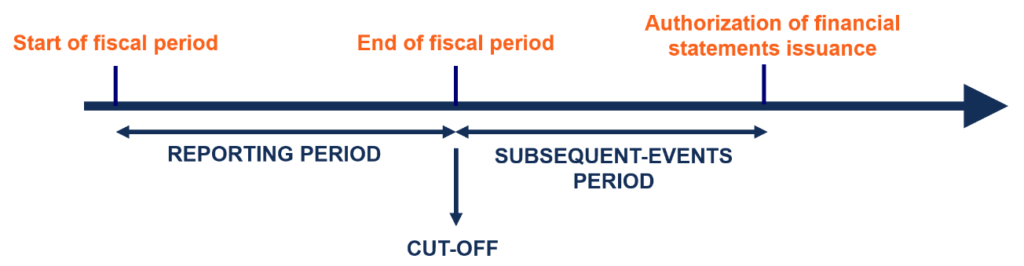 Start of fiscal period
End of fiscal period
Authorization of financial
statements issuance
REPORTING PERIOD
SUBSEQUENT-EVENTS
PERIOD
CUT-OFF